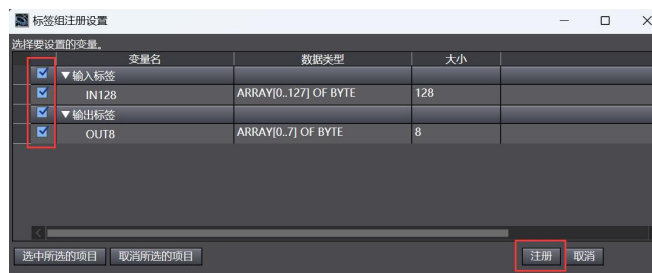 标签组注册设置
选择要设置的变量。
变量名 数据类型 大小
▼输入标签
IN128 ARRAY[0..127] OF BYTE 128
▼输出标签
OUT8 ARRAY[0..7] OF BYTE 8
选中所选的项目 取消所选的项目 注册 取消